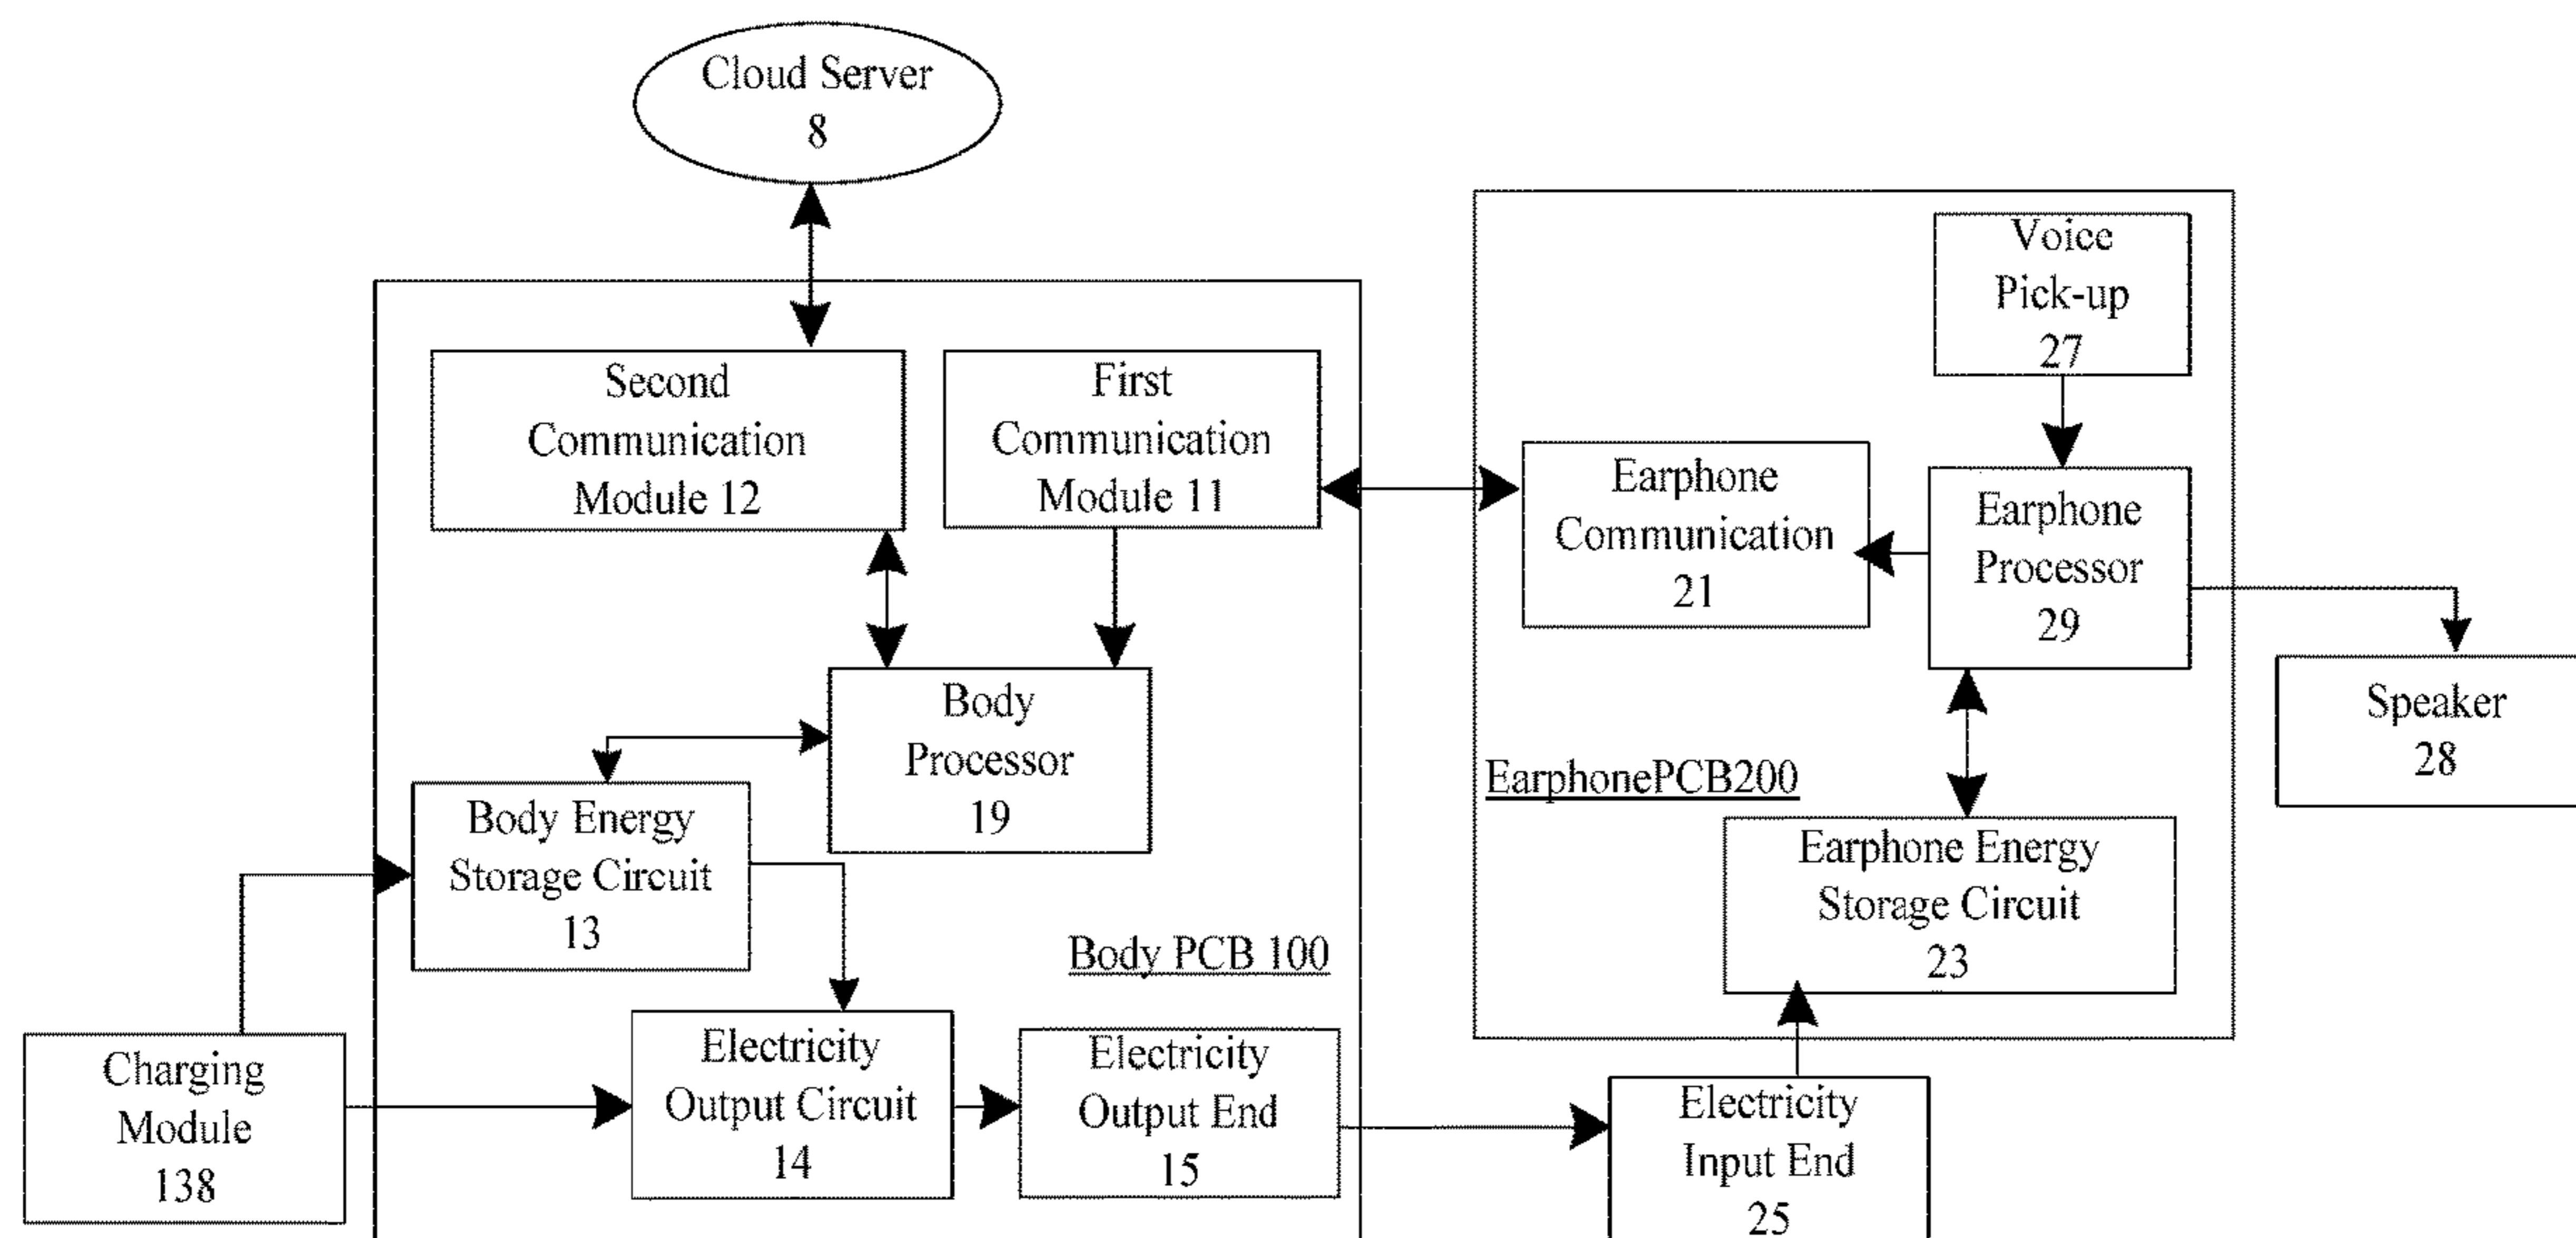 Cloud Server
8
Second
Communication
Module 12
First
Communication
Module 11
Body
Processor
19
Body Energy
Storage Circuit
13
Body PCB 100
Charging
Module
138
Electricity
Output Circuit
14
Electricity
Output End
15
Voice
Pick-up
27
Earphone
Communication
21
Earphone
Processor
29
Speaker
28
EarphonePCB200
Earphone Energy
Storage Circuit
23
Electricity
Input End
25